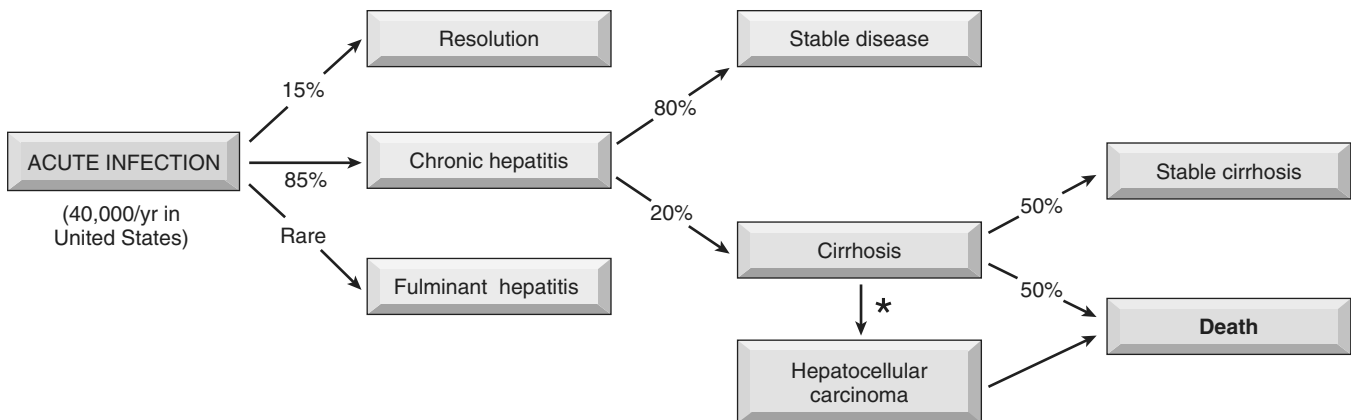 Resolution
Stable disease
15%
80%
ACUTE INFECTION
Chronic hepatitis
Stable cirrhosis
85%
(40,000/yr in
United States)
20%
50%
Rare
Cirrhosis
Fulminant hepatitis
50%
*
Death
Hepatocellular
carcinoma